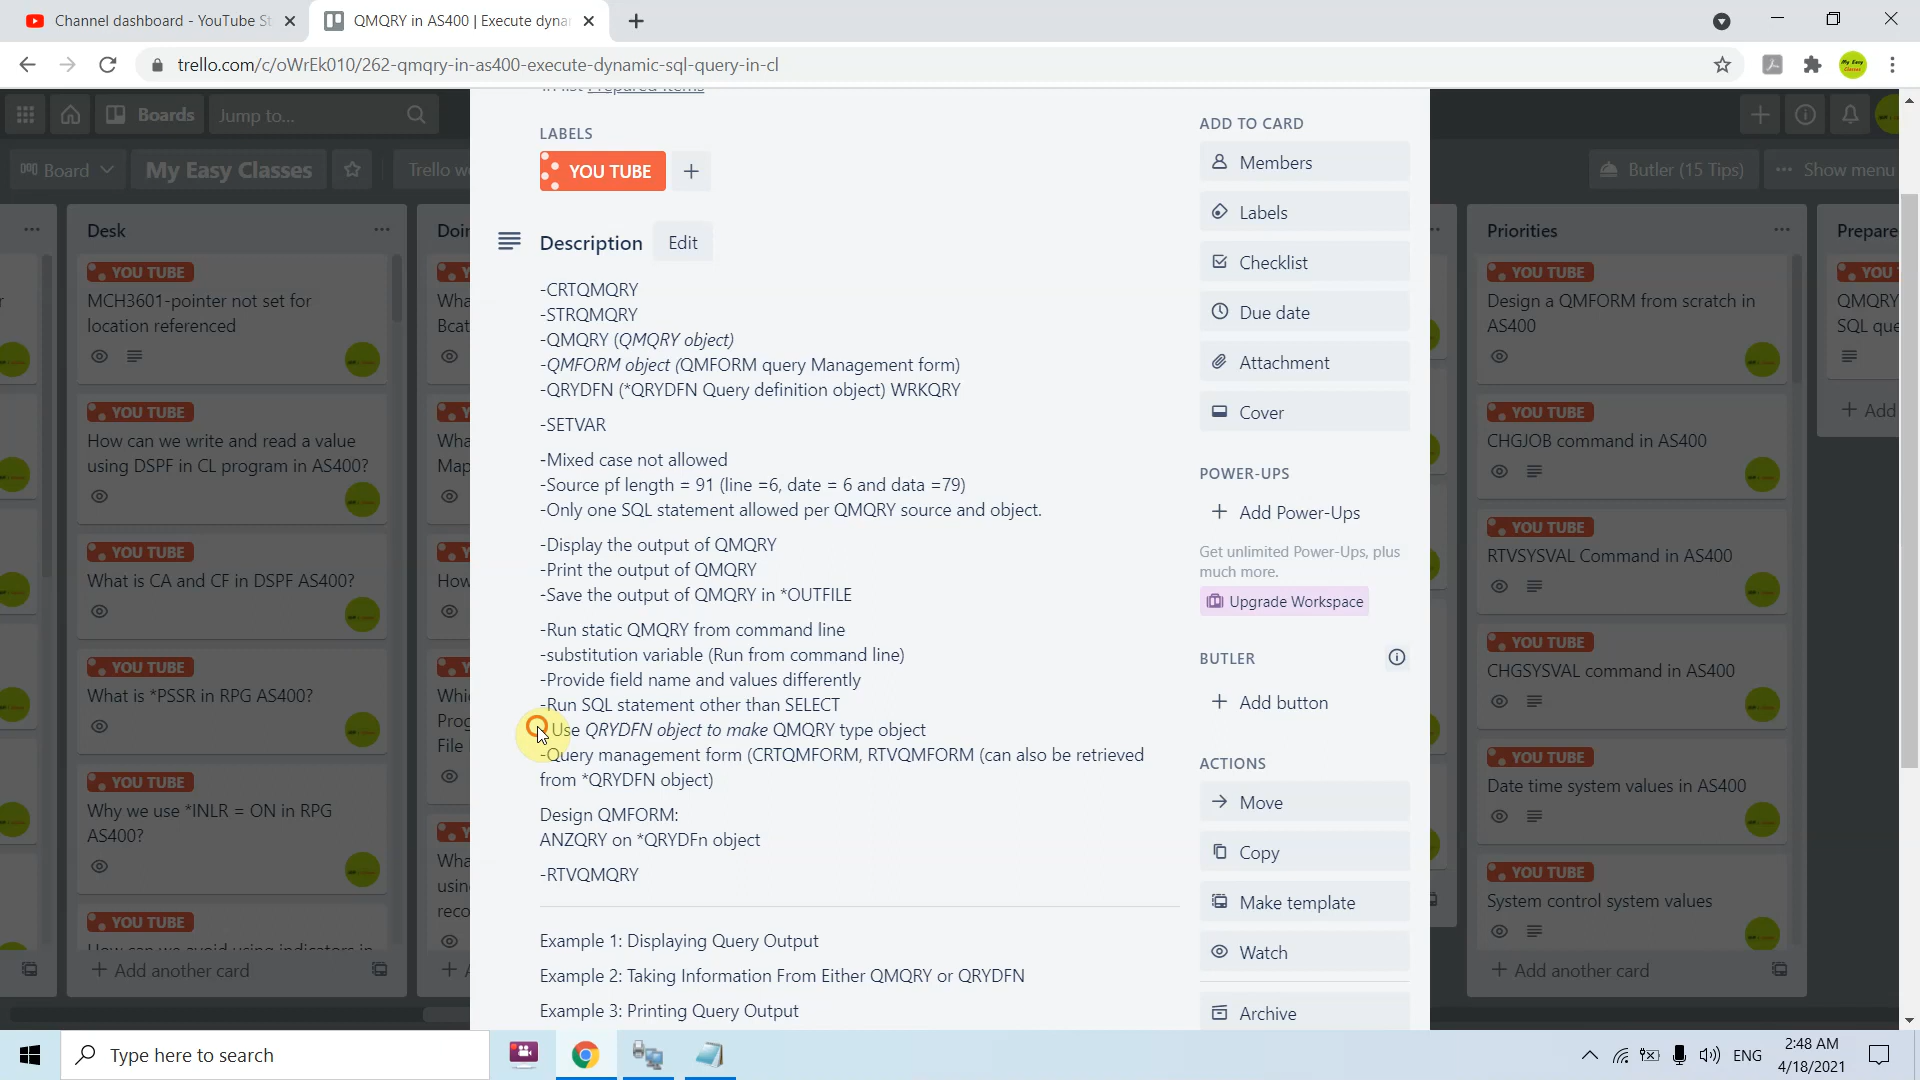 Channel dashboard - YouTube St
QMQRY in AS400 | Execute dyna
trello.com/c/oWrEk010/262-qmqry-in-as400-execute-dynamic-sql-query-in-cl
Boards
Jump to...
Board
My Easy Classes
Butler (15 Tips)
Show menu
Desk
YOU TUBE
MCH3601-pointer not set for
location referenced
YOU TUBE
How can we write and read a value
using DSPF in CL program in AS400?
YOU TUBE
What is CA and CF in DSPF AS400?
YOU TUBE
What is *PSSR in RPG AS400?
YOU TUBE
Why we use *INLR = ON in RPG
AS400?
YOU TUBE
+ Add another card
LABELS
YOU TUBE
Description
Edit
-CRTQMQRY
-STRQMQRY
-QMQRY (QMQRY object)
-QMFORM object (QMFORM query Management form)
-QRYDFN (*QRYDFN Query definition object) WRKQRY
-SETVAR
-Mixed case not allowed
-Source pf length = 91 (line =6, date = 6 and data =79)
-Only one SQL statement allowed per QMQRY source and object.
-Display the output of QMQRY
-Print the output of QMQRY
-Save the output of QMQRY in *OUTFILE
-Run static QMQRY from command line
-substitution variable (Run from command line)
-Provide field name and values differently
-Run SQL statement other than SELECT
Use QRYDFN object to make QMQRY type object
-Query management form (CRTQMFORM, RTVQMFORM (can also be retrieved
from *QRYDFN object)
Design QMFORM:
ANZQRY on *QRYDFn object
-RTVQMQRY
Example 1: Displaying Query Output
Example 2: Taking Information From Either QMQRY or QRYDFN
Example 3: Printing Query Output
ADD TO CARD
Members
Labels
Checklist
Due date
Attachment
Cover
POWER-UPS
+ Add Power-Ups
Get unlimited Power-Ups, plus
much more.
Upgrade Workspace
BUTLER
+ Add button
ACTIONS
Move
Copy
Make template
Watch
Archive
Priorities
YOU TUBE
Design a QMFORM from scratch in
AS400
YOU TUBE
CHGJOB command in AS400
YOU TUBE
RTVSYSVAL Command in AS400
YOU TUBE
CHGSYSVAL command in AS400
YOU TUBE
Date time system values in AS400
YOU TUBE
System control system values
+ Add another card
Prepare
YOU
QMQRY
SQL que
+ Add
Type here to search
ENG
2:48 AM
4/18/2021